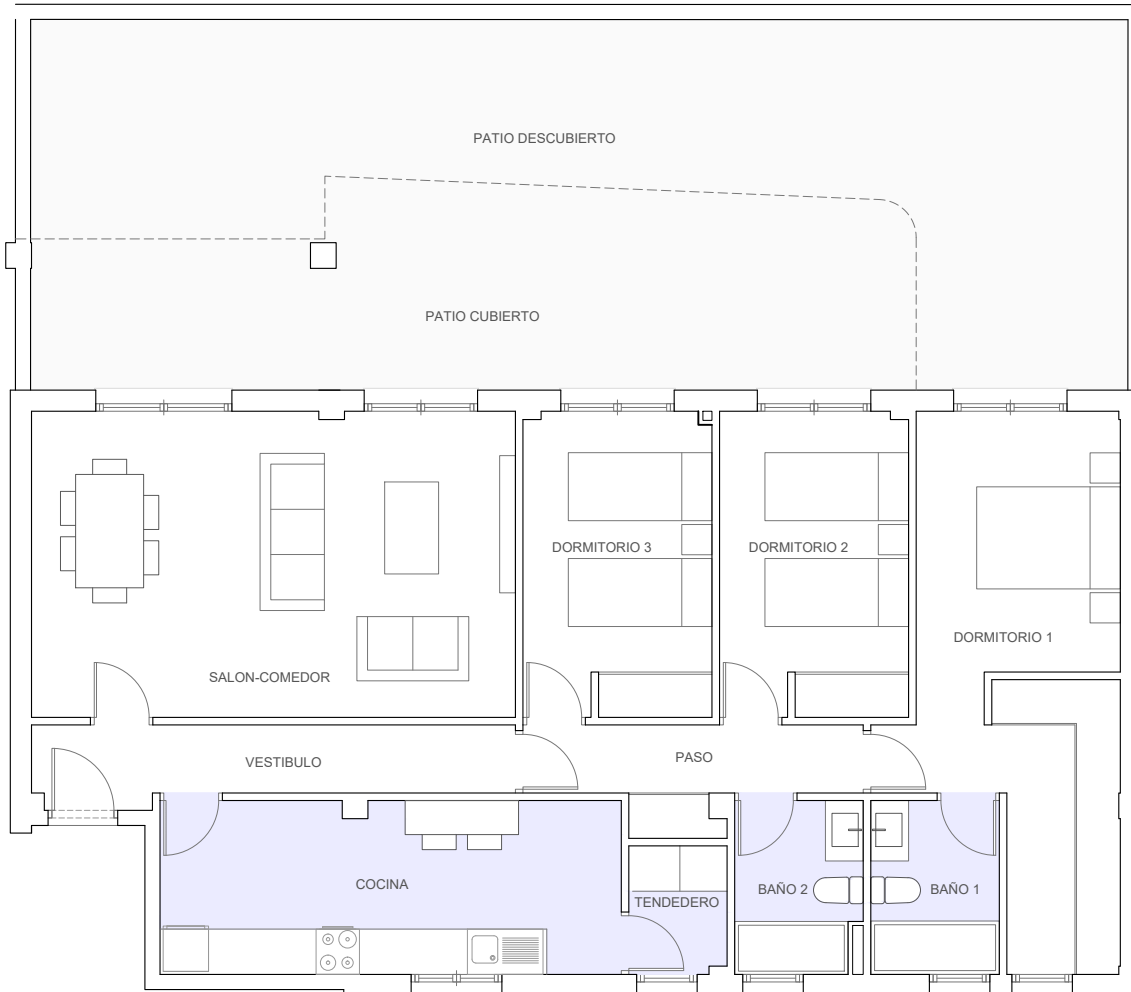 PATIO DESCUBIERTO
PATIO CUBIERTO
DORMITORIO 3
DORMITORIO 2
DORMITORIO 1
SALON-COMEDOR
VESTIBULO
PASO
COCINA
TENDEDERO
BAÑO 2
BAÑO 1